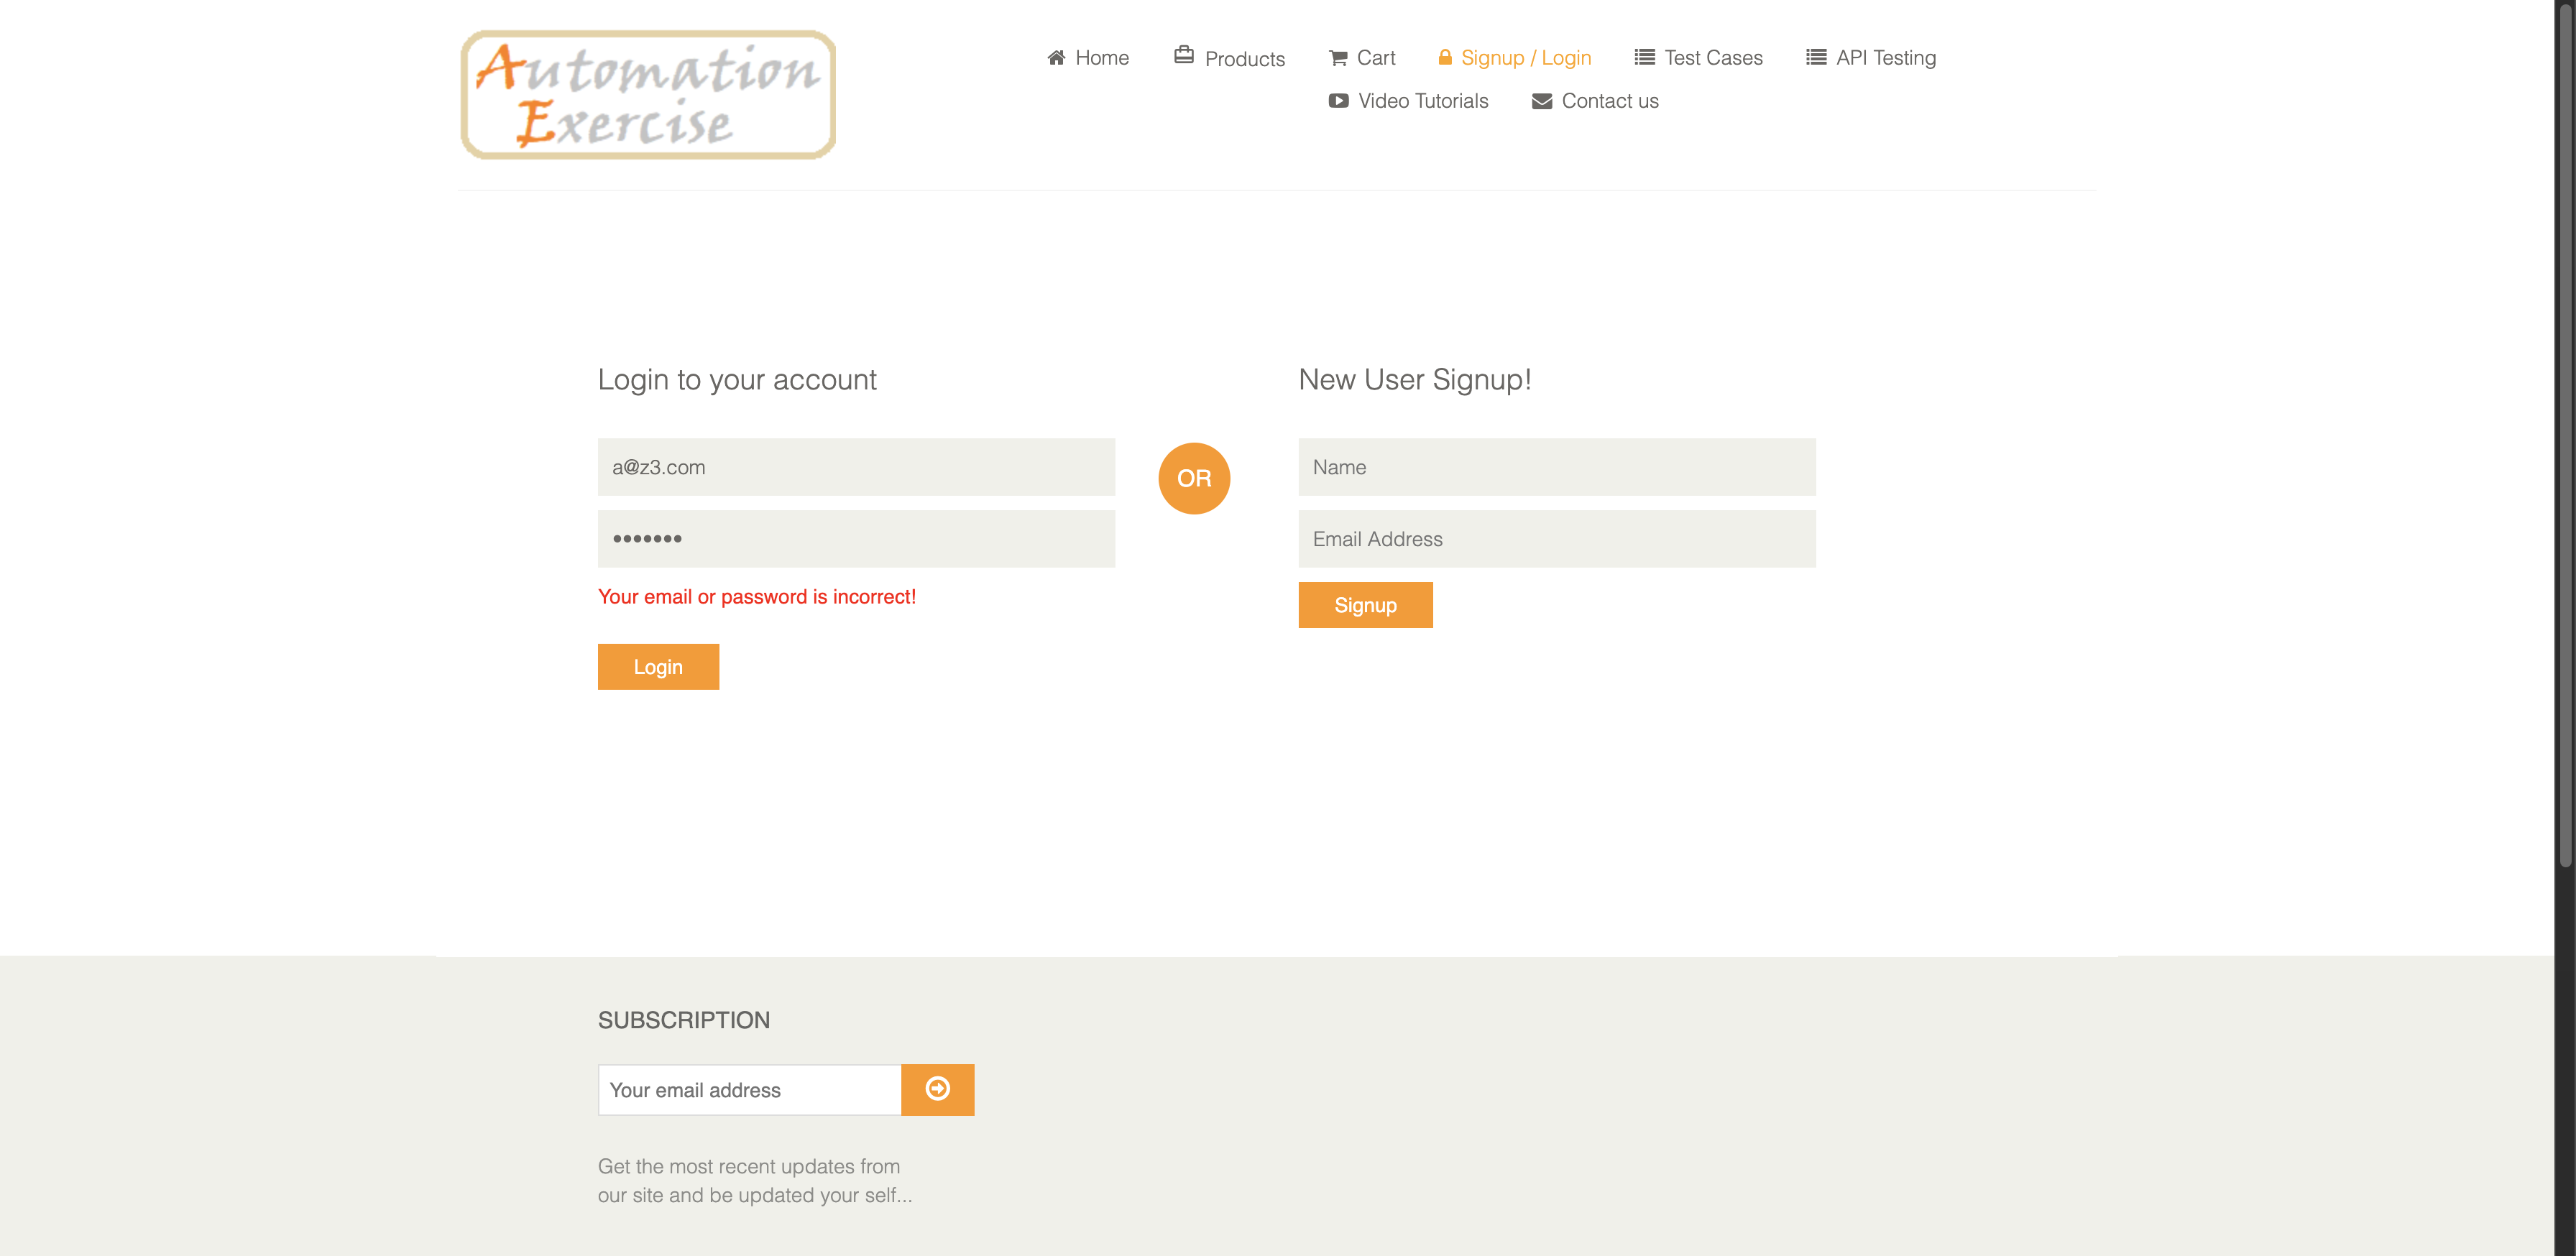 Automation
Exercise
Home
Products
Cart
Signup / Login
Test Cases
API Testing
Video Tutorials
Contact us
Login to your account
a@z3.com
•••••••
Your email or password is incorrect!
Login
OR
New User Signup!
Name
Email Address
Signup
SUBSCRIPTION
Your email address
Get the most recent updates from
our site and be updated your self...